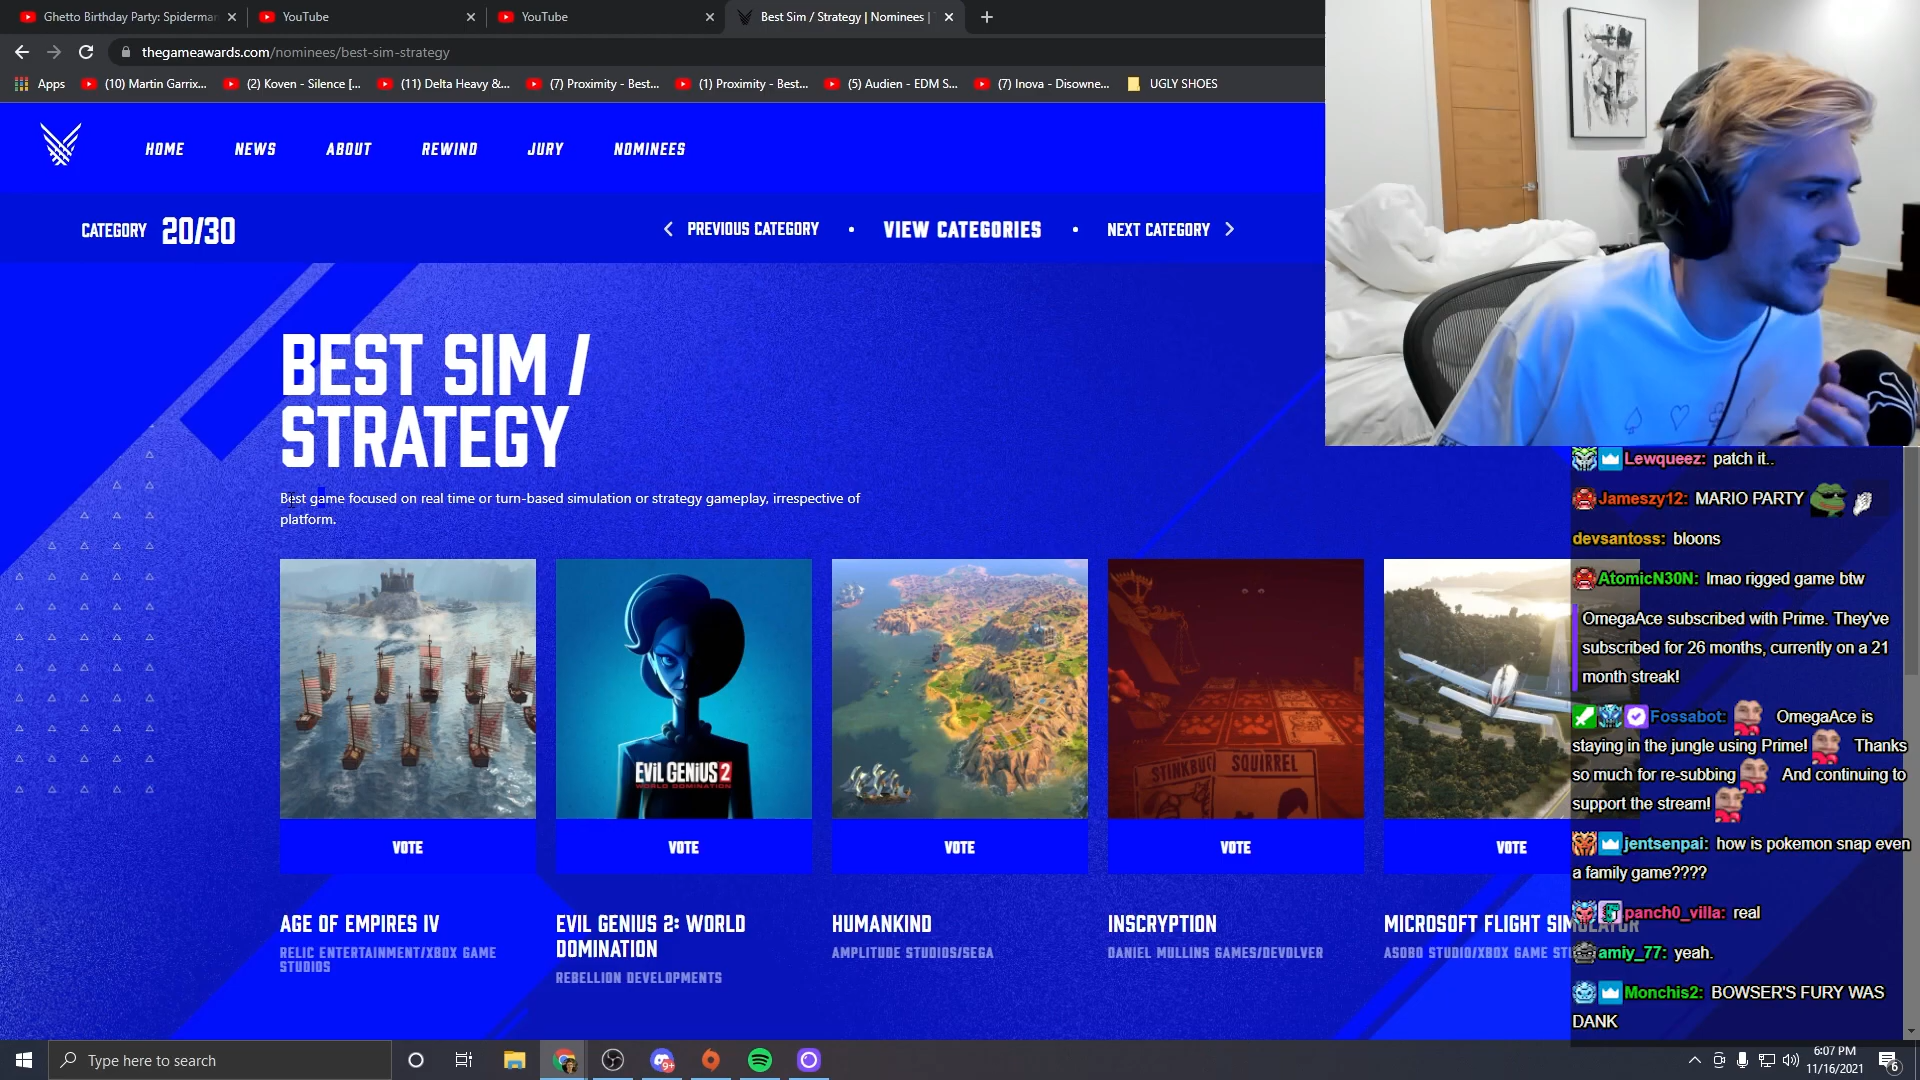 Ghetto Birthday Party: Spiderman
YouTube
YouTube
Best Sim / Strategy | Nominees |
thegameawards.com/nominees/best-sim-strategy
Apps
(10) Martin Garrix...
(2) Koven - Silence [...
(11) Delta Heavy &...
(7) Proximity - Best...
(1) Proximity - Best...
(5) Audien - EDM S...
(7) Inova - Disowne...
UGLY SHOES
HOME
NEWS
ABOUT
REWIND
JURY
NOMINEES
CATEGORY 20/30
PREVIOUS CATEGORY
VIEW CATEGORIES
NEXT CATEGORY
BEST SIM /
STRATEGY
Best game focused on real time or turn-based simulation or strategy gameplay, irrespective of
platform.
EVIL GENIUS 2
WORLD DOMINATION
SQUIRREL
VOTE
VOTE
VOTE
VOTE
VOTE
AGE OF EMPIRES IV
RELIC ENTERTAINMENT/XBOX GAME
STUDIOS
EVIL GENIUS 2: WORLD
DOMINATION
REBELLION DEVELOPMENTS
HUMANKIND
AMPLITUDE STUDIOS/SEGA
INSCRYPTION
DANIEL MULLINS GAMES/DEVOLVER
MICROSOFT FLIGHT SIMULATOR
ASOBO STUDIO/XBOX GAME STU
Lewqueez: patch it..
Jameszy12: MARIO PARTY
devsantoss: bloons
AtomicN30N: lmao rigged game btw
OmegaAce subscribed with Prime. They've
subscribed for 26 months, currently on a 21
month streak!
Fossabot: OmegaAce is
staying in the jungle using Prime! Thanks
so much for re-subbing And continuing to
support the stream!
jentsenpai: how is pokemon snap even
a family game????
panch0_villa: real
amiy_77: yeah.
Monchis2: BOWSER'S FURY WAS
DANK
Type here to search
9+
6:07 PM
11/16/2021
6